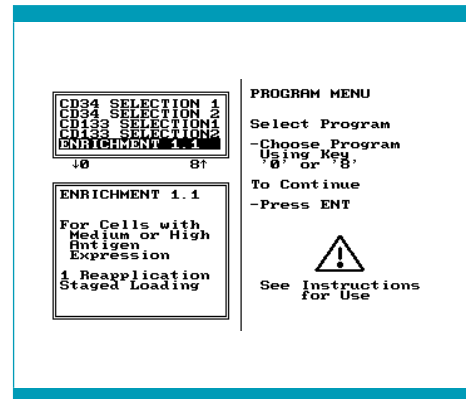 CD34 SELECTION 1
CD34 SELECTION 2
CD133 SELECTION1
CD133 SELECTION2
ENRICHMENT 1.1
↓0 8↑
ENRICHMENT 1.1
For Cells with
Medium or High
Antigen
Expression
1 Reapplication
Staged Loading
PROGRAM MENU
Select Program
-Choose Program
Using Key
'0' or '8'
To Continue
-Press ENT
See Instructions
for Use